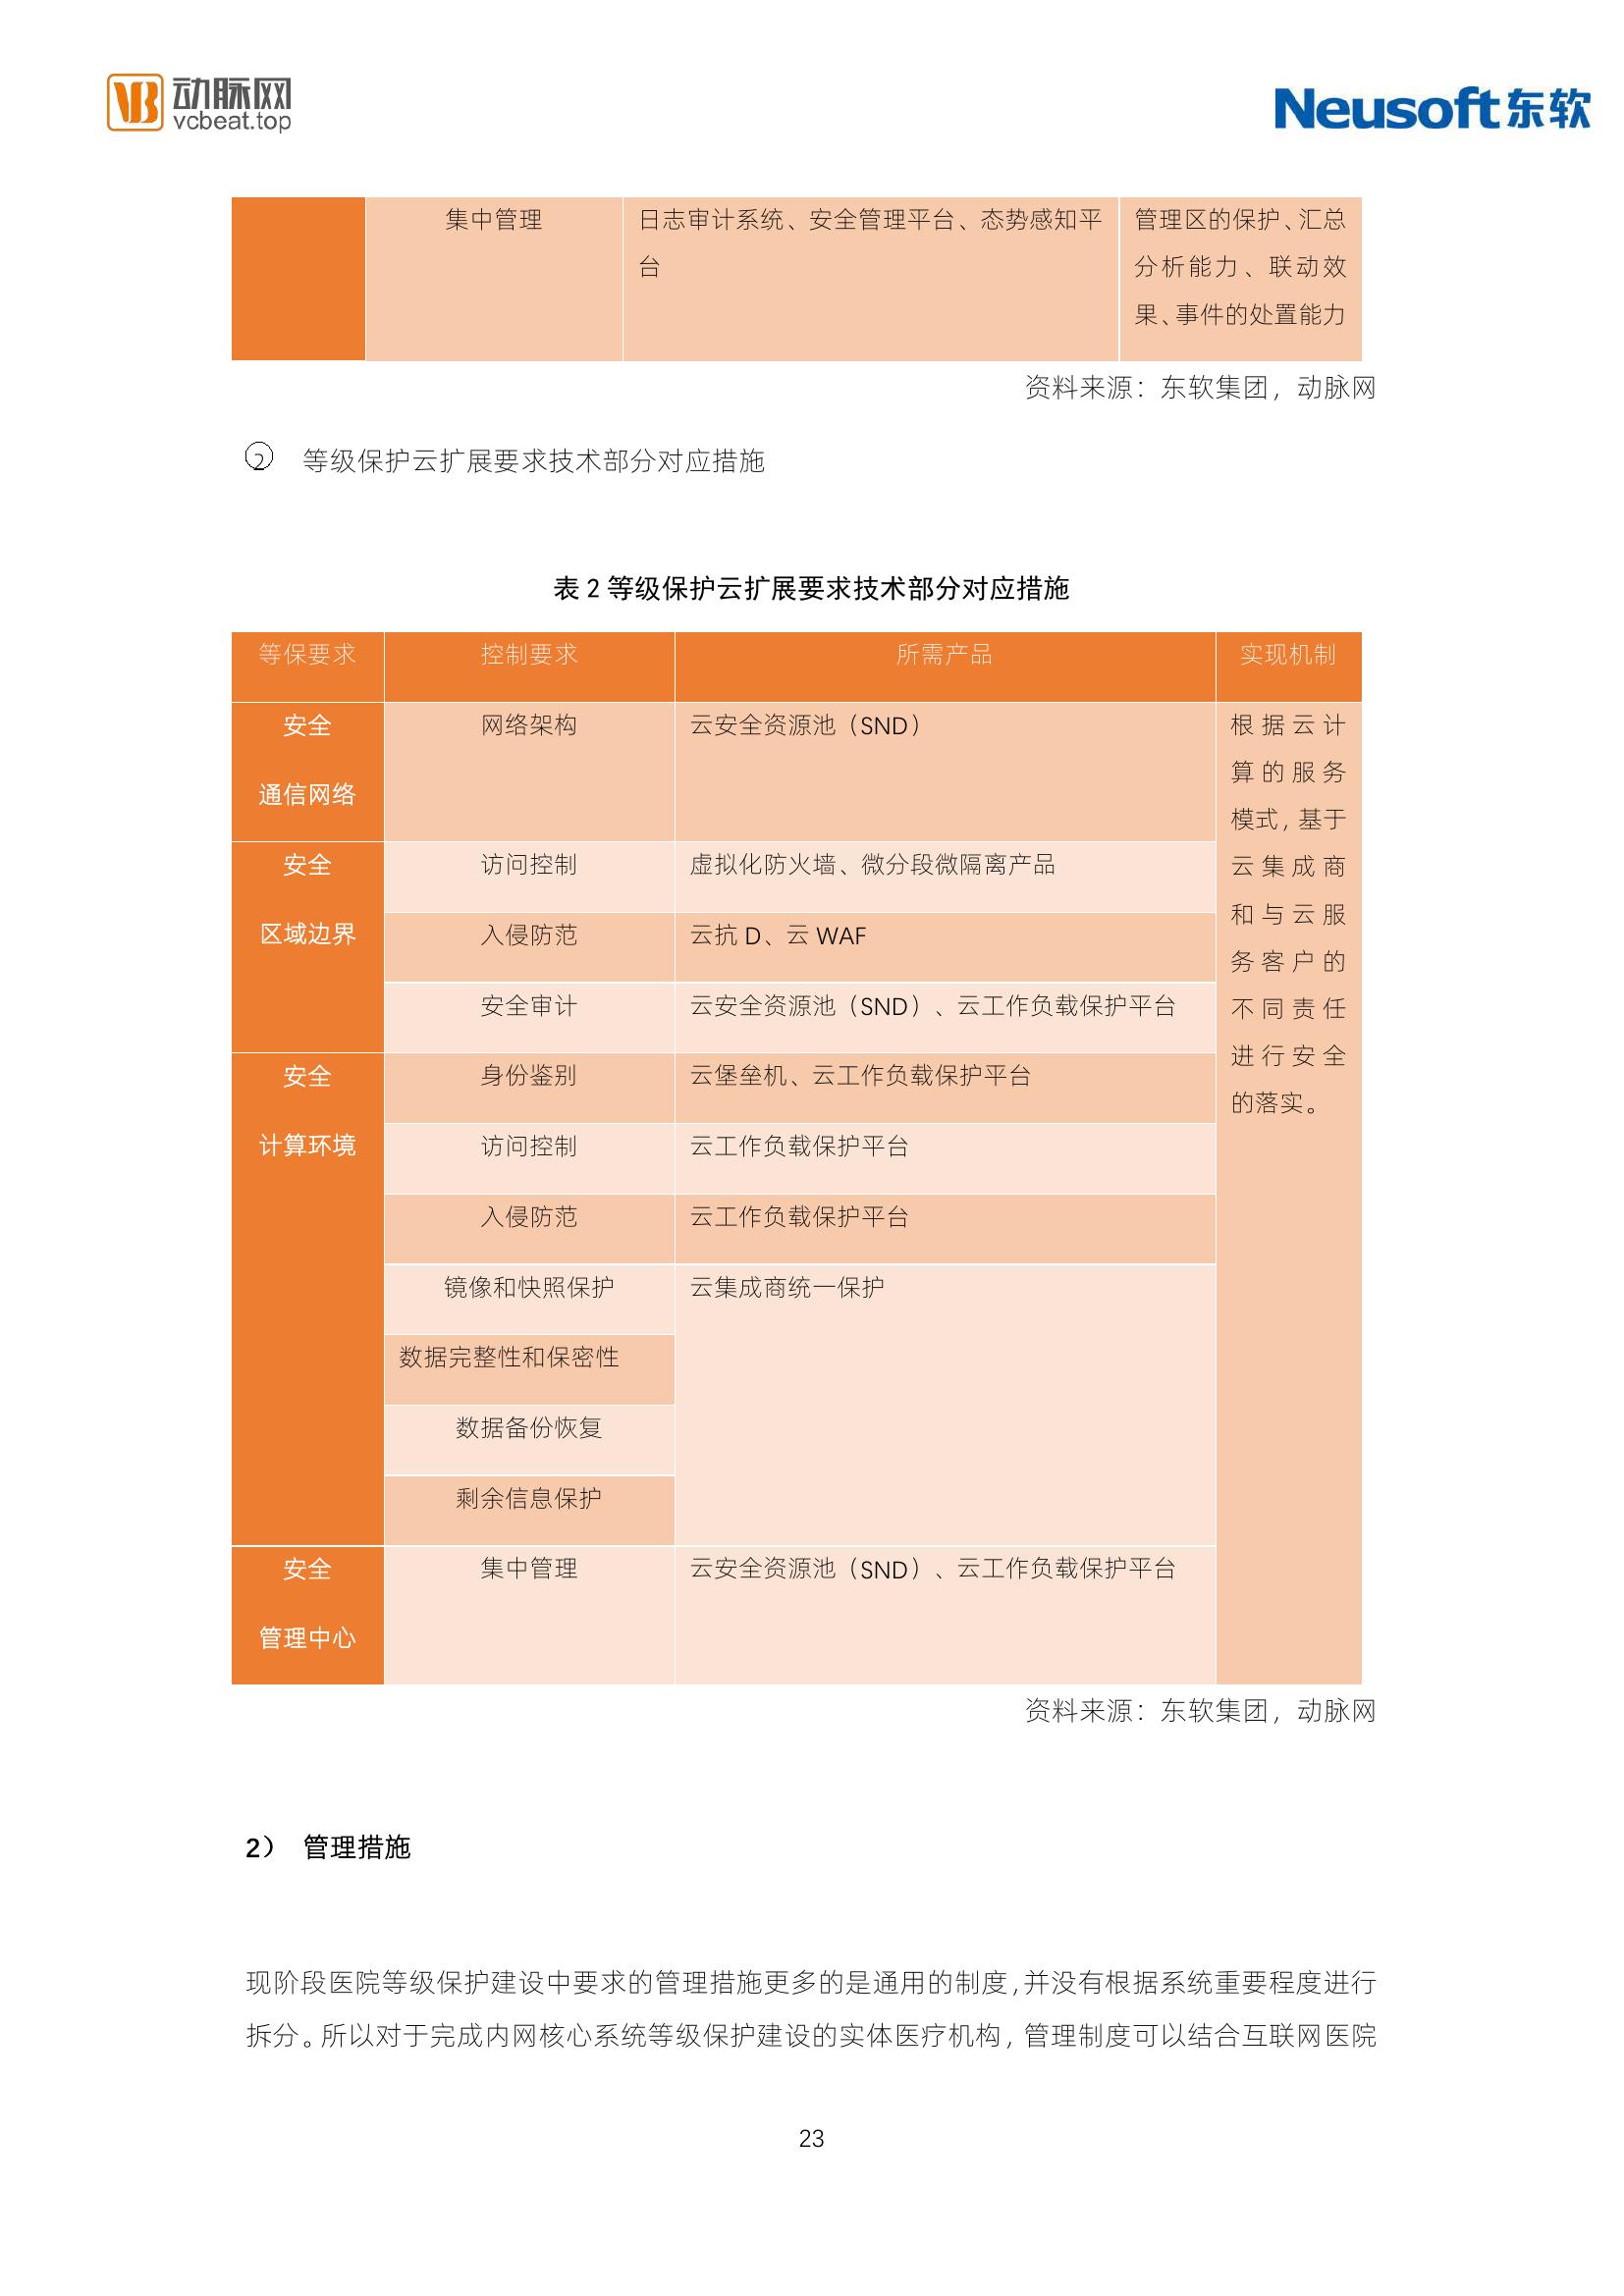 动脉网
vcbeat.top
Neusoft东软
集中管理
日志审计系统、安全管理平台、态势感知平
台
管理区的保护、汇总
分析能力、联动效
果、事件的处置能力
资料来源：东软集团，动脉网
② 等级保护云扩展要求技术部分对应措施
表 2 等级保护云扩展要求技术部分对应措施
等保要求 控制要求 所需产品 实现机制
安全
通信网络
网络架构 云安全资源池（SND）
安全
区域边界
访问控制 虚拟化防火墙、微分段微隔离产品
入侵防范 云抗 D、云 WAF
安全审计 云安全资源池（SND）、云工作负载保护平台
安全
计算环境
身份鉴别 云堡垒机、云工作负载保护平台
访问控制 云工作负载保护平台
入侵防范 云工作负载保护平台
镜像和快照保护 云集成商统一保护
数据完整性和保密性
数据备份恢复
剩余信息保护
安全
管理中心
集中管理 云安全资源池（SND）、云工作负载保护平台
根据云计
算的服务
模式，基于
云集成商
和与云服
务客户的
不同责任
进行安全
的落实。
资料来源：东软集团，动脉网
2） 管理措施
现阶段医院等级保护建设中要求的管理措施更多的是通用的制度，并没有根据系统重要程度进行
拆分。所以对于完成内网核心系统等级保护建设的实体医疗机构，管理制度可以结合互联网医院
23